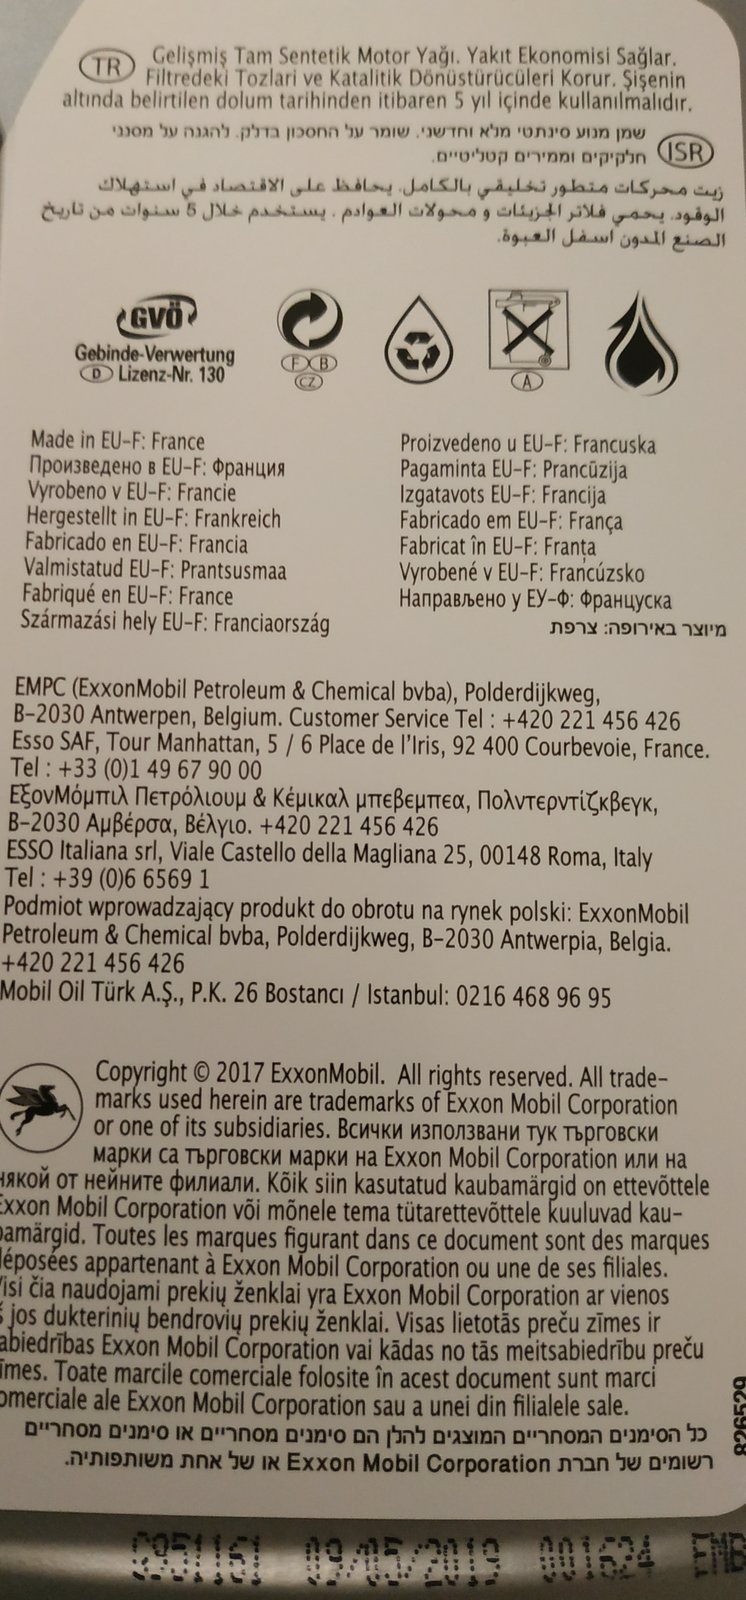 TR Gelişmiş Tam Sentetik Motor Yağı. Yakıt Ekonomisi Sağlar.
Filtredeki Tozlari ve Katalitik Dönüştürücüleri Korur. Şişenin
altında belirtilen dolum tarihinden itibaren 5 yıl içinde kullanılmalıdır.
ISR שמן מנוע סינתטי מלא וחדשני. שומר על החסכון בדלק. להגנה על מסנני
חלקיקים וממירים קטליטיים.
زيت محركات متطور تخليقي بالكامل. يحافظ على الاقتصاد في استهلاك
الوقود. يحمي فلاتر الجزيئات و محولات العوادم . يستخدم خلال 5 سنوات من تاريخ
الصنع المدون اسفل العبوة.
GVÖ
Gebinde-Verwertung
D Lizenz-Nr. 130
F B
CZ
A
Made in EU-F: France
Произведено в EU-F: Франция
Vyrobeno v EU-F: Francie
Hergestellt in EU-F: Frankreich
Fabricado en EU-F: Francia
Valmistatud EU-F: Prantsusmaa
Fabriqué en EU-F: France
Származási hely EU-F: Franciaország
Proizvedeno u EU-F: Francuska
Pagaminta EU-F: Prancūzija
Izgatavots EU-F: Francija
Fabricado em EU-F: França
Fabricat în EU-F: Franța
Vyrobené v EU-F: Francúzsko
Направљено у ЕУ-Ф: Француска
מיוצר באירופה: צרפת
EMPC (ExxonMobil Petroleum & Chemical bvba), Polderdijkweg,
B-2030 Antwerpen, Belgium. Customer Service Tel : +420 221 456 426
Esso SAF, Tour Manhattan, 5 / 6 Place de l'Iris, 92 400 Courbevoie, France.
Tel : +33 (0)1 49 67 90 00
ΕξονΜόμπιλ Πετρόλιουμ & Κέμικαλ μπεβεμπεα, Πολντερντίζκβεγκ,
B-2030 Αμβέρσα, Βέλγιο. +420 221 456 426
ESSO Italiana srl, Viale Castello della Magliana 25, 00148 Roma, Italy
Tel : +39 (0)6 6569 1
Podmiot wprowadzający produkt do obrotu na rynek polski: ExxonMobil
Petroleum & Chemical bvba, Polderdijkweg, B-2030 Antwerpia, Belgia.
+420 221 456 426
Mobil Oil Türk A.Ş., P.K. 26 Bostancı / Istanbul: 0216 468 96 95
Copyright © 2017 ExxonMobil. All rights reserved. All trade-
marks used herein are trademarks of Exxon Mobil Corporation
or one of its subsidiaries. Всички използвани тук търговски
марки са търговски марки на Exxon Mobil Corporation или на
някой от нейните филиали. Kõik siin kasutatud kaubamärgid on ettevõttele
Exxon Mobil Corporation või mõnele tema tütarettevõttele kuuluvad kau-
bamärgid. Toutes les marques figurant dans ce document sont des marques
déposées appartenant à Exxon Mobil Corporation ou une de ses filiales.
Visi čia naudojami prekių ženklai yra Exxon Mobil Corporation ar vienos
š jos dukterinių bendrovių prekių ženklai. Visas lietotās preču zīmes ir
abiedrības Exxon Mobil Corporation vai kādas no tās meitsabiedrību preču
īmes. Toate marcile comerciale folosite în acest document sunt marci
omerciale ale Exxon Mobil Corporation sau a unei din filialele sale.
כל הסימנים המסחריים המוצגים להלן הם סימנים מסחריים או סימנים מסחריים
רשומים של חברת Exxon Mobil Corporation או של אחת משותפותיה.
826529
G951161 09/05/2019 001624 EMB